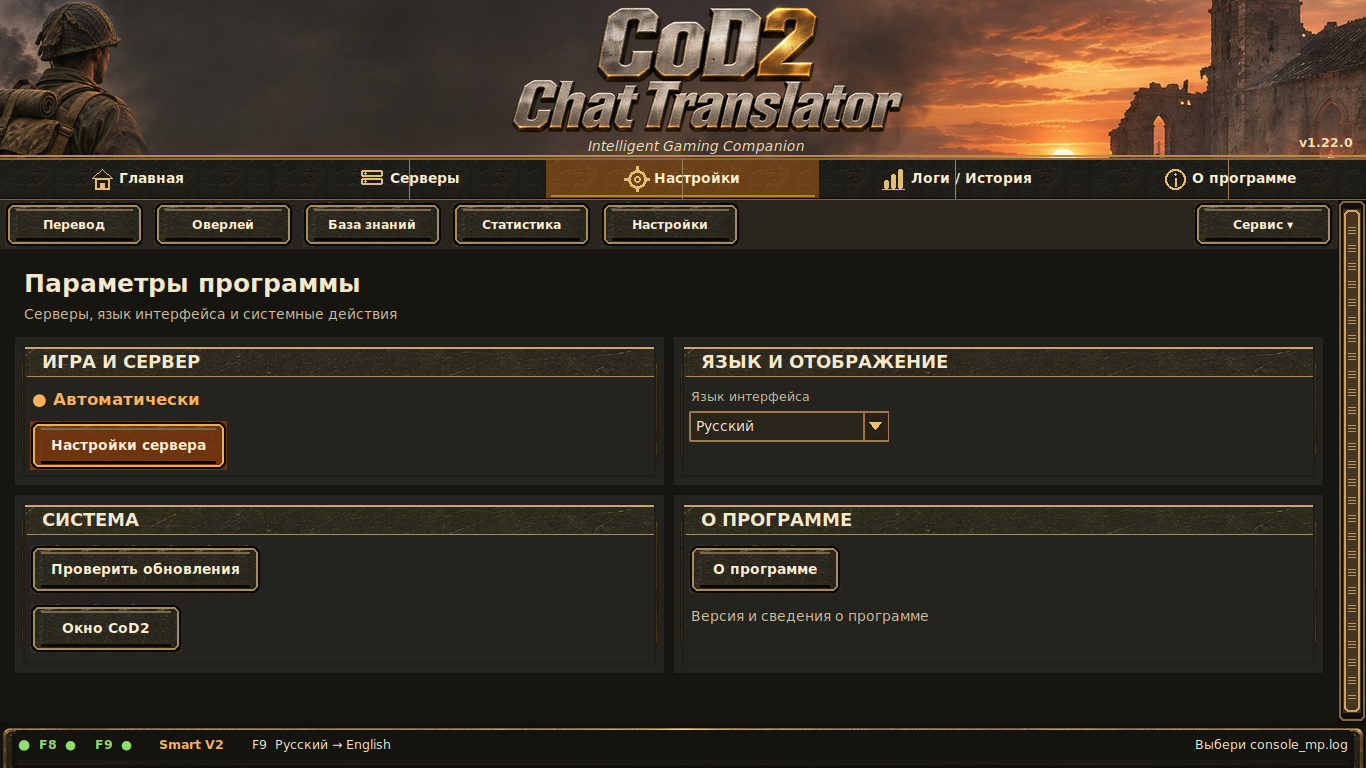 CoD2
Chat Translator
Intelligent Gaming Companion
v1.22.0
Главная Серверы Настройки Логи / История О программе
Перевод Оверлей База знаний Статистика Настройки Сервис ▾
Параметры программы
Серверы, язык интерфейса и системные действия
ИГРА И СЕРВЕР
● Автоматически
Настройки сервера
ЯЗЫК И ОТОБРАЖЕНИЕ
Язык интерфейса
Русский
СИСТЕМА
Проверить обновления
Окно CoD2
О ПРОГРАММЕ
О программе
Версия и сведения о программе
● F8 ● F9 ● Smart V2 F9 Русский → English Выбери console_mp.log